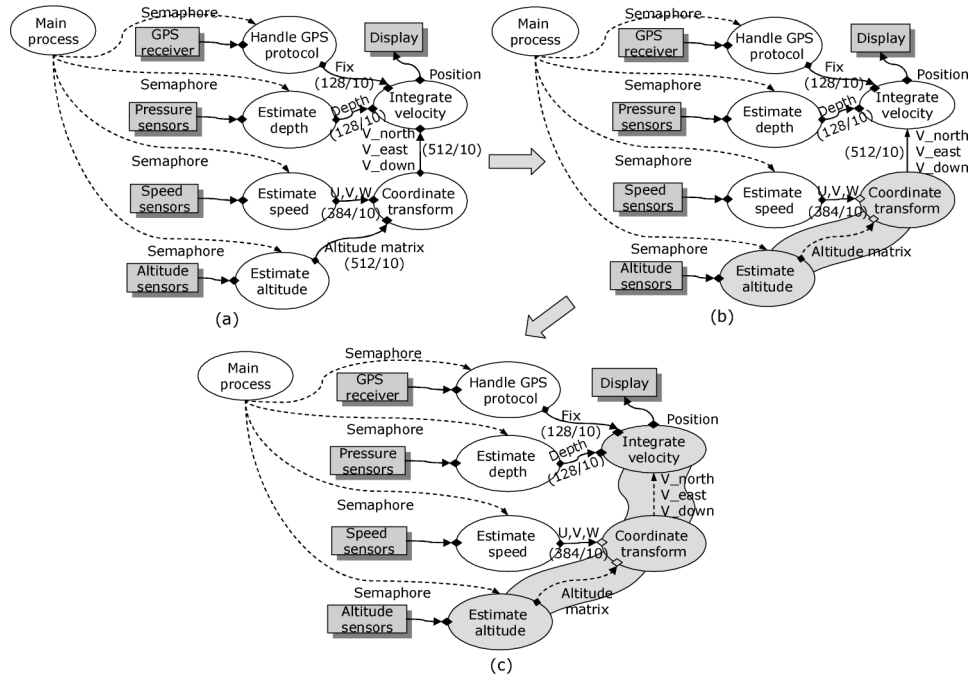 Main
process
Semaphore
GPS
receiver
Handle GPS
protocol
Display
Fix
(128/10)
Position
Semaphore
Pressure
sensors
Estimate
depth
Depth
(128/10)
Integrate
velocity
V_north
V_east
V_down
(512/10)
Semaphore
Speed
sensors
Estimate
speed
U,V,W
(384/10)
Coordinate
transform
Semaphore
Altitude
sensors
Estimate
altitude
Altitude matrix
(512/10)
(a)
Main
process
Semaphore
GPS
receiver
Handle GPS
protocol
Display
Fix
(128/10)
Position
Semaphore
Pressure
sensors
Estimate
depth
Depth
(128/10)
Integrate
velocity
(512/10)
V_north
V_east
V_down
Semaphore
Speed
sensors
Estimate
speed
U,V,W
(384/10)
Coordinate
transform
Semaphore
Altitude
sensors
Estimate
altitude
Altitude matrix
(b)
Main
process
Semaphore
GPS
receiver
Handle GPS
protocol
Display
Fix
(128/10)
Position
Semaphore
Pressure
sensors
Estimate
depth
Depth
(128/10)
Integrate
velocity
V_north
V_east
V_down
Semaphore
Speed
sensors
Estimate
speed
U,V,W
(384/10)
Coordinate
transform
Semaphore
Altitude
sensors
Estimate
altitude
Altitude
matrix
(c)